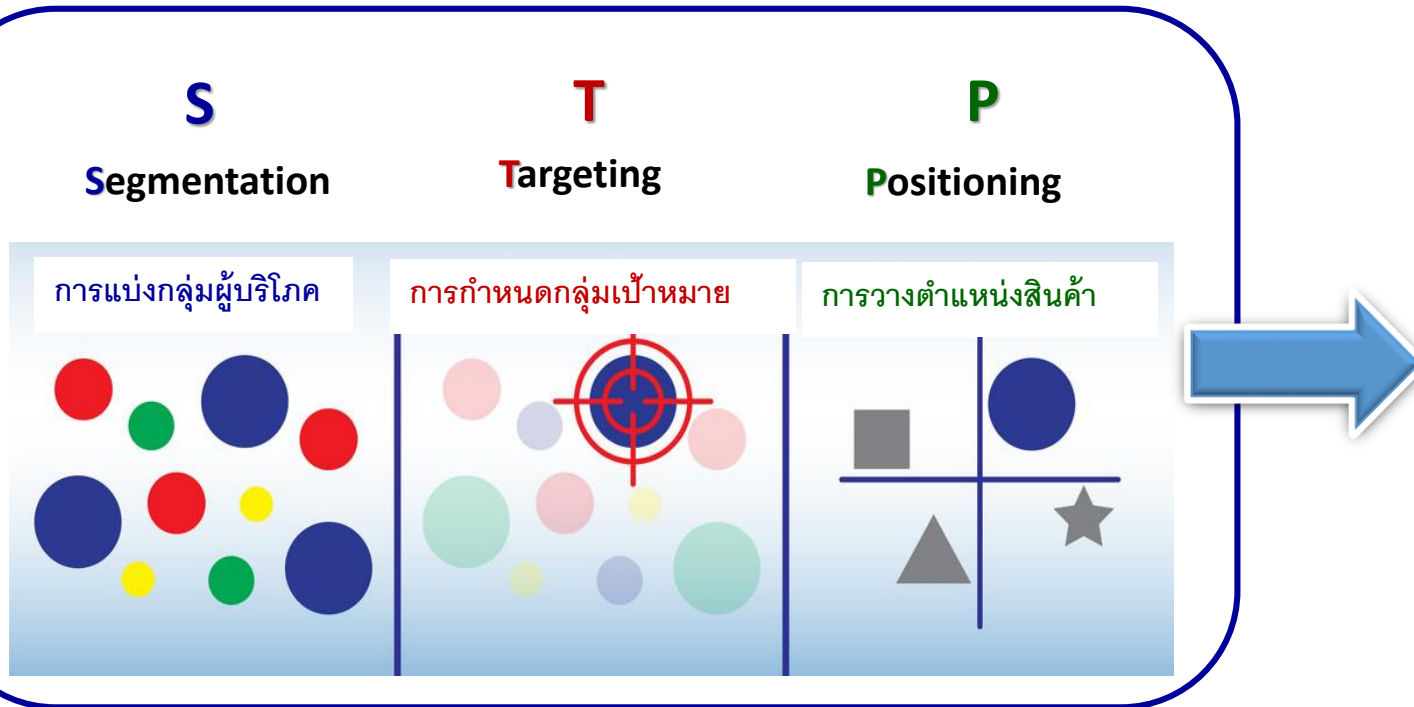 S
Segmentation
การแบ่งกลุ่มผู้บริโภค
T
Targeting
การกำหนดกลุ่มเป้าหมาย
P
Positioning
การวางตำแหน่งสินค้า